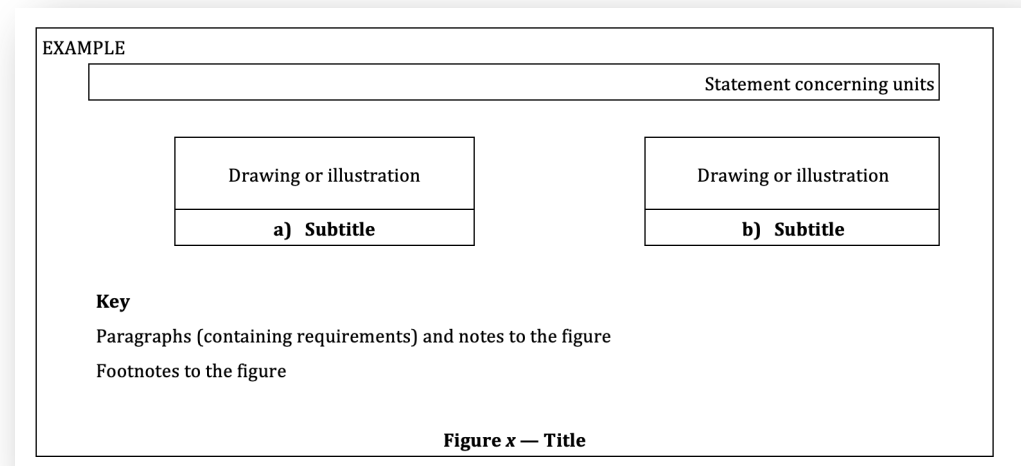 EXAMPLE
Statement concerning units
Drawing or illustration
a) Subtitle
Drawing or illustration
b) Subtitle
Key
Paragraphs (containing requirements) and notes to the figure
Footnotes to the figure
Figure x — Title